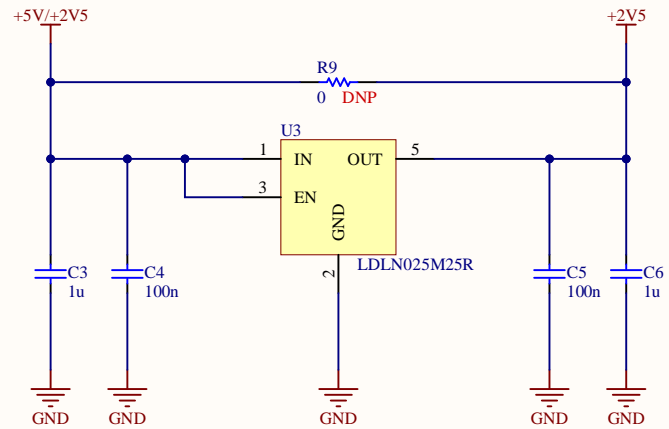 +5V/+2V5
+2V5
R9
0 DNP
U3
1 IN OUT 5
3 EN
GND
2
LDLN025M25R
C3
1u
C4
100n
C5
100n
C6
1u
GND
GND
GND
GND
GND